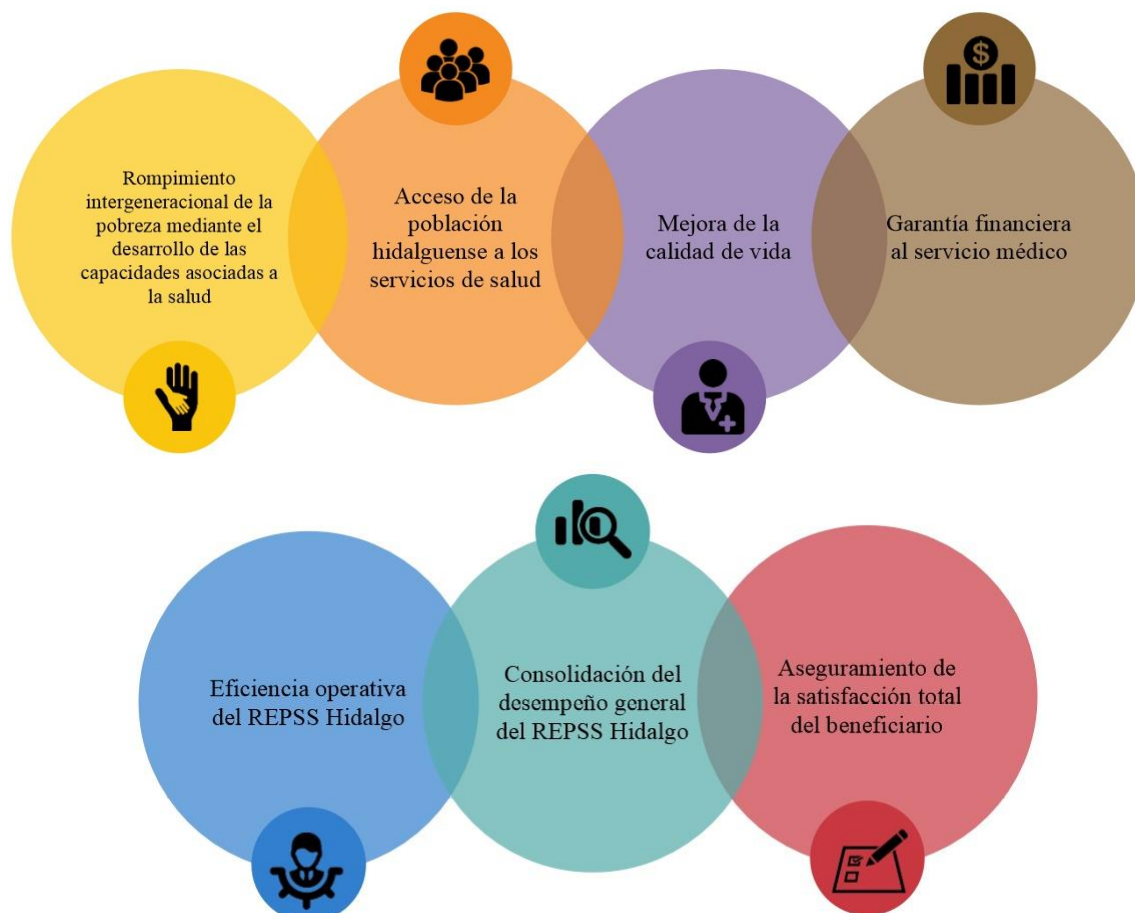 Rompimiento
intergeneracional de la
pobreza mediante el
desarrollo de las
capacidades asociadas a
la salud
Acceso de la
población
hidalguense a los
servicios de salud
Mejora de la
calidad de vida
Garantía financiera
al servicio médico
$
Eficiencia operativa
del REPSS Hidalgo
Consolidación del
desempeño general
del REPSS Hidalgo
Aseguramiento de
la satisfacción total
del beneficiario